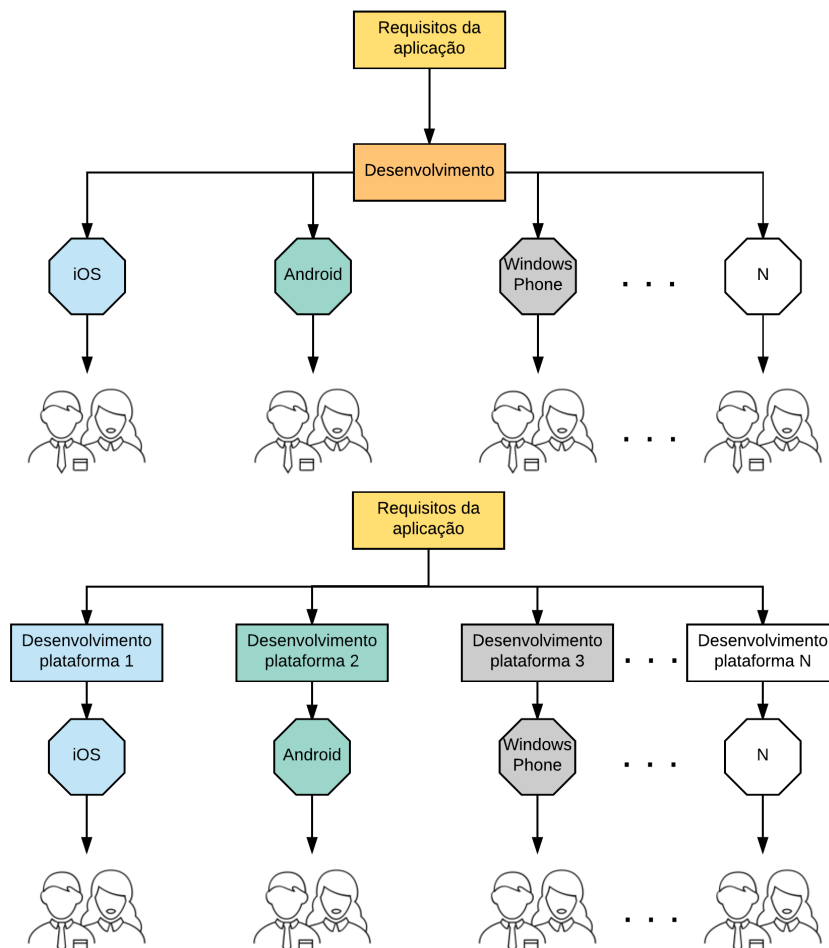 Requisitos da
aplicação
Desenvolvimento
iOS
Android
Windows
Phone
. . .
N
. . .
Requisitos da
aplicação
Desenvolvimento
plataforma 1
Desenvolvimento
plataforma 2
Desenvolvimento
plataforma 3
. . .
Desenvolvimento
plataforma N
iOS
Android
Windows
Phone
. . .
N
. . .